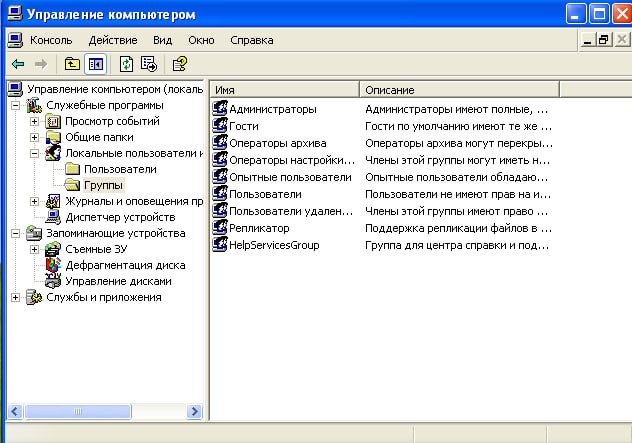 Управление компьютером
Консоль Действие Вид Окно Справка
Управление компьютером (локаль
Служебные программы
Просмотр событий
Общие папки
Локальные пользователи и
Пользователи
Группы
Журналы и оповещения пр
Диспетчер устройств
Запоминающие устройства
Съемные ЗУ
Дефрагментация диска
Управление дисками
Службы и приложения
Имя Описание
Администраторы Администраторы имеют полные, ...
Гости Гости по умолчанию имеют те же ...
Операторы архива Операторы архива могут перекры...
Операторы настройки... Члены этой группы могут иметь н...
Опытные пользователи Опытные пользователи обладаю...
Пользователи Пользователи не имеют прав на и...
Пользователи удален... Члены этой группы имеют право ...
Репликатор Поддержка репликации файлов в ...
HelpServicesGroup Группа для центра справки и под...